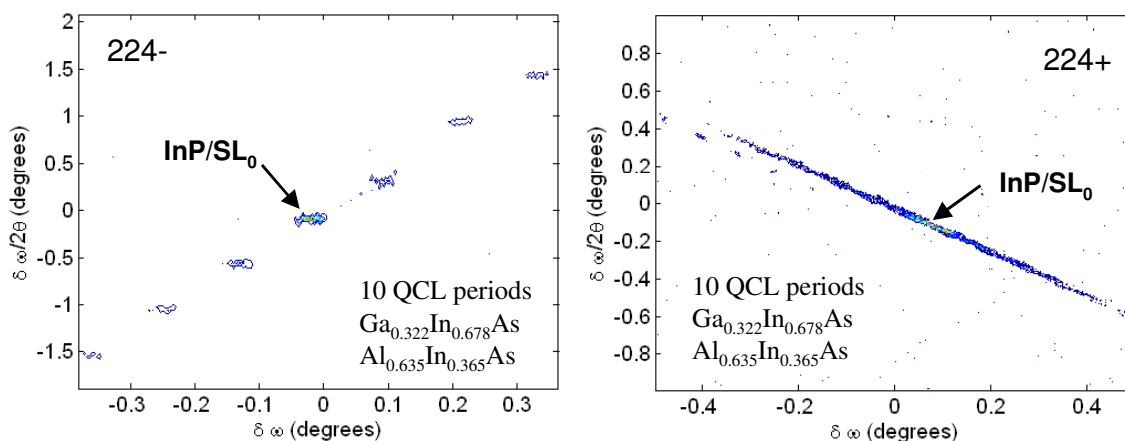 224-
InP/SL₀
10 QCL periods
Ga₀.₃₂₂In₀.₆₇₈As
Al₀.₆₃₅In₀.₃₆₅As
δ ω/2θ (degrees)
2
1.5
1
0.5
0
-0.5
-1
-1.5
-0.3
-0.2
-0.1
0
0.1
0.2
0.3
δ ω (degrees)
224+
InP/SL₀
10 QCL periods
Ga₀.₃₂₂In₀.₆₇₈As
Al₀.₆₃₅In₀.₃₆₅As
δ ω/2θ (degrees)
0.8
0.6
0.4
0.2
0
-0.2
-0.4
-0.6
-0.8
-0.4
-0.2
0
0.2
0.4
δ ω (degrees)